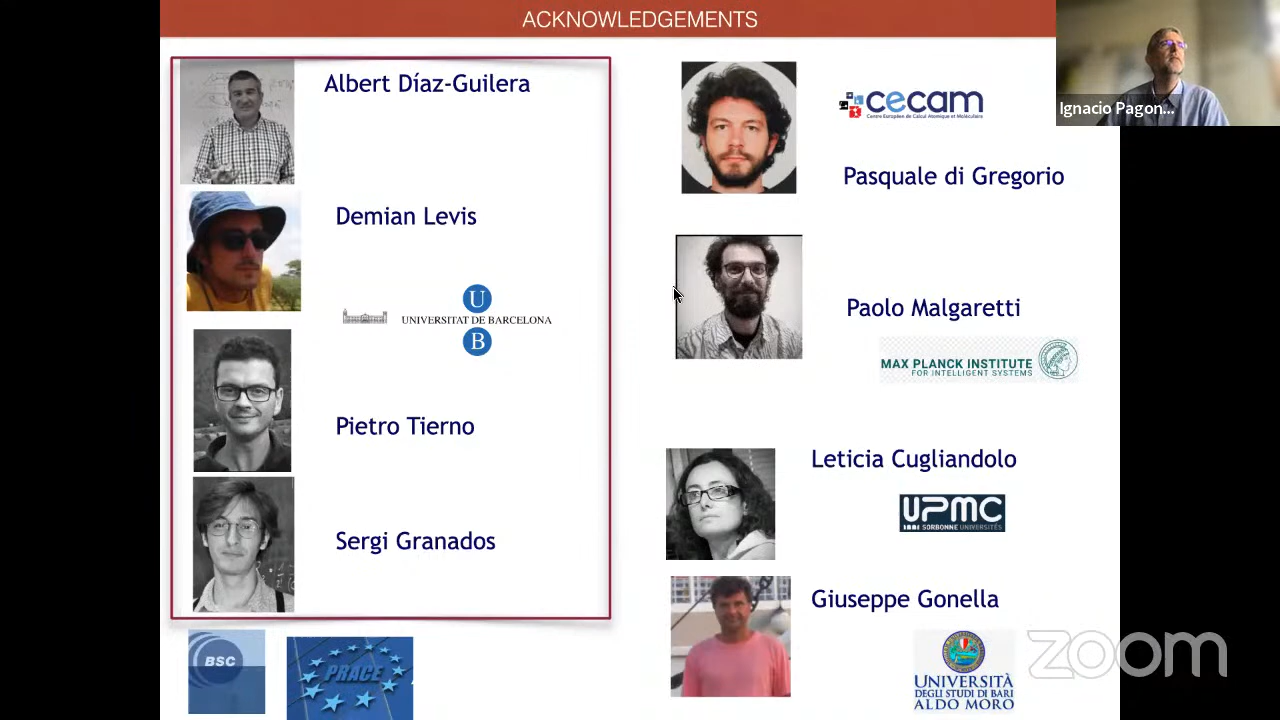 ACKNOWLEDGEMENTS
Albert Díaz-Guilera
Demian Levis
U
UNIVERSITAT DE BARCELONA
B
Pietro Tierno
Sergi Granados
BSC
PRACE
cecam
Centre Européen de Calcul Atomique et Moléculaire
Pasquale di Gregorio
Paolo Malgaretti
MAX PLANCK INSTITUTE
FOR INTELLIGENT SYSTEMS
Leticia Cugliandolo
UPMC
SORBONNE UNIVERSITÉS
Giuseppe Gonella
UNIVERSITÀ
DEGLI STUDI DI BARI
ALDO MORO
Ignacio Pagon...
zoom